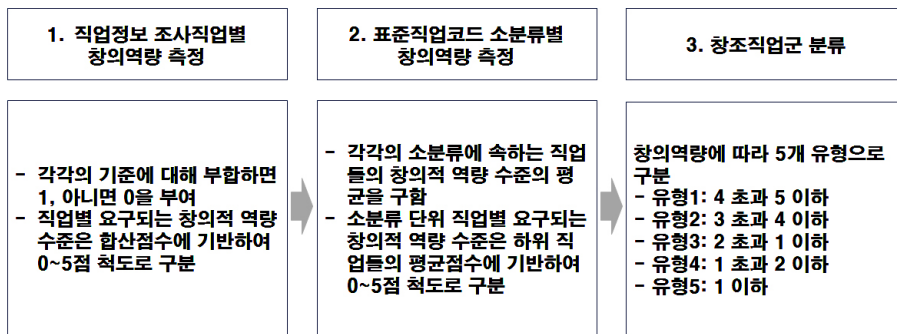 1. 직업정보 조사직업별
창의역량 측정
2. 표준직업코드 소분류별
창의역량 측정
3. 창조직업군 분류
- 각각의 기준에 대해 부합하면
1, 아니면 0을 부여
- 직업별 요구되는 창의적 역량
수준은 합산점수에 기반하여
0~5점 척도로 구분
- 각각의 소분류에 속하는 직업
들의 창의적 역량 수준의 평
균을 구함
- 소분류 단위 직업별 요구되는
창의적 역량 수준은 하위 직
업들의 평균점수에 기반하여
0~5점 척도로 구분
창의역량에 따라 5개 유형으로
구분
- 유형1: 4 초과 5 이하
- 유형2: 3 초과 4 이하
- 유형3: 2 초과 1 이하
- 유형4: 1 초과 2 이하
- 유형5: 1 이하